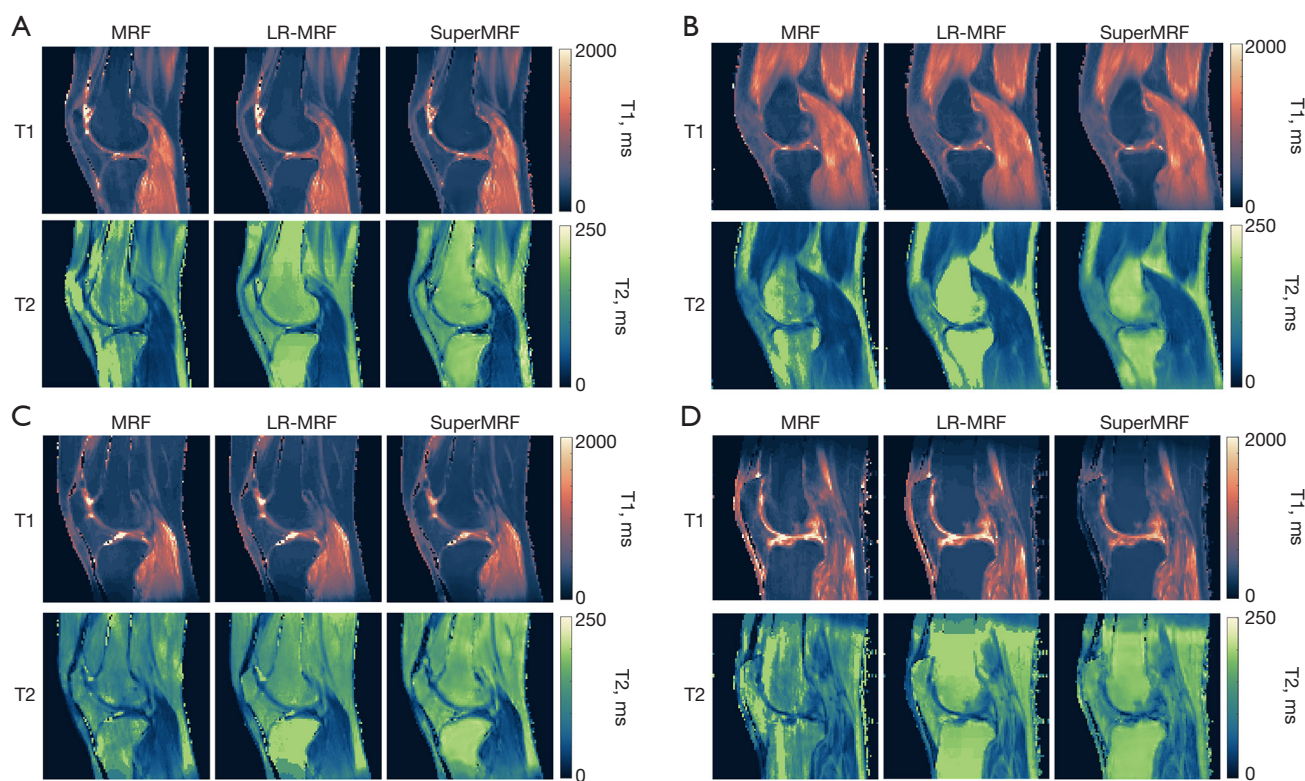 A
MRF LR-MRF SuperMRF
T1
2000
T1, ms
0
T2
250
T2, ms
0
B
MRF LR-MRF SuperMRF
T1
2000
T1, ms
0
T2
250
T2, ms
0
C
MRF LR-MRF SuperMRF
T1
2000
T1, ms
0
T2
250
T2, ms
0
D
MRF LR-MRF SuperMRF
T1
2000
T1, ms
0
T2
250
T2, ms
0